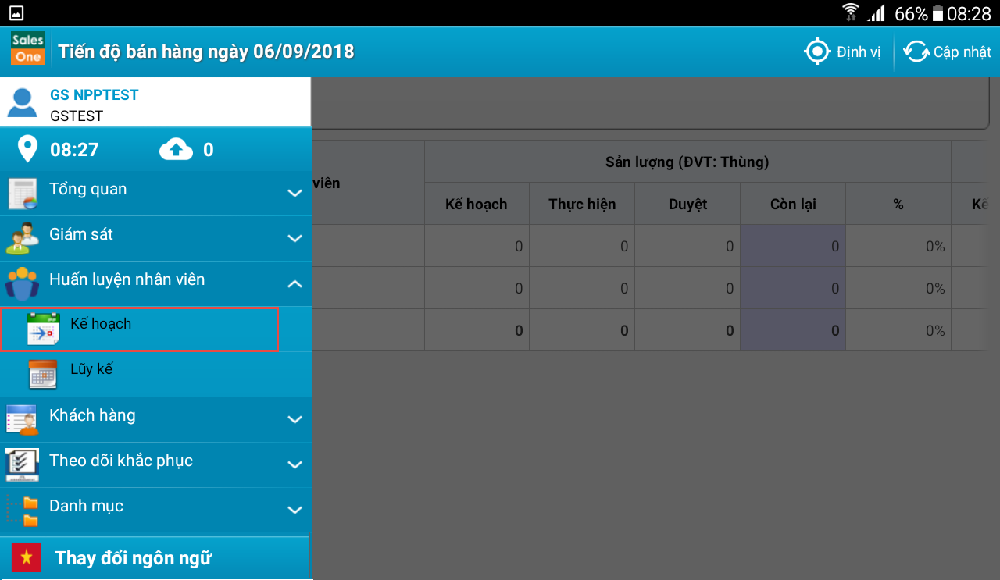 66% 08:28
Sales One
Tiến độ bán hàng ngày 06/09/2018
Định vị
Cập nhật
GS NPPTEST
GSTEST
08:27
0
Tổng quan
Giám sát
Huấn luyện nhân viên
Kế hoạch
Lũy kế
Khách hàng
Theo dõi khắc phục
Danh mục
Thay đổi ngôn ngữ
viên
Sản lượng (ĐVT: Thùng)
Kế hoạch Thực hiện Duyệt Còn lại % Kế
0 0 0 0 0%
0 0 0 0 0%
0 0 0 0 0%